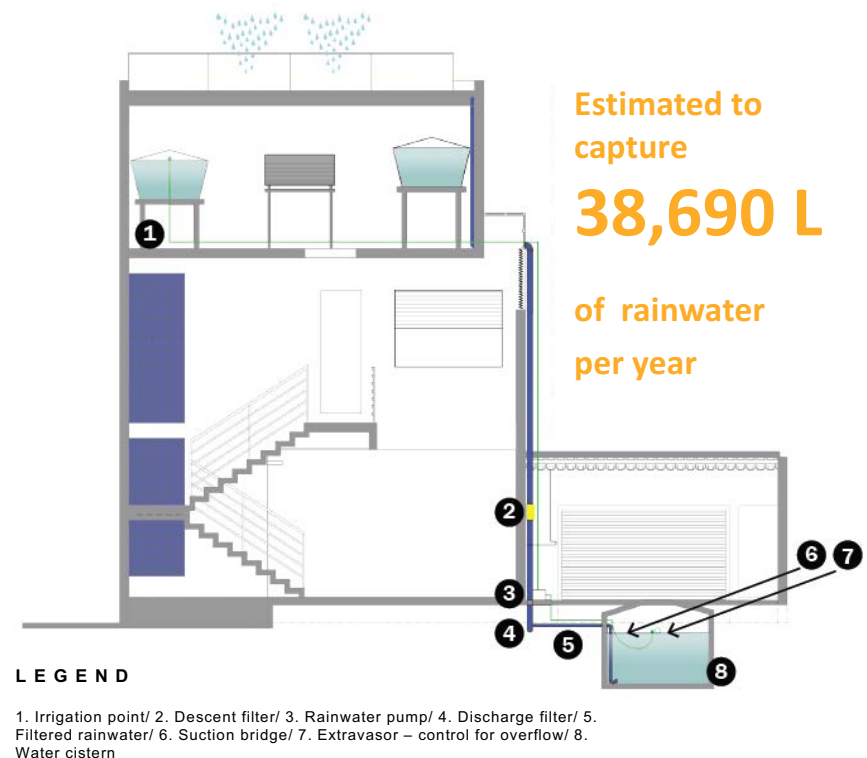 Estimated to
capture
38,690 L
of rainwater
per year
1
2
3
4
5
6
7
8
LEGEND
1. Irrigation point/ 2. Descent filter/ 3. Rainwater pump/ 4. Discharge filter/ 5.
Filtered rainwater/ 6. Suction bridge/ 7. Extravasor – control for overflow/ 8.
Water cistern